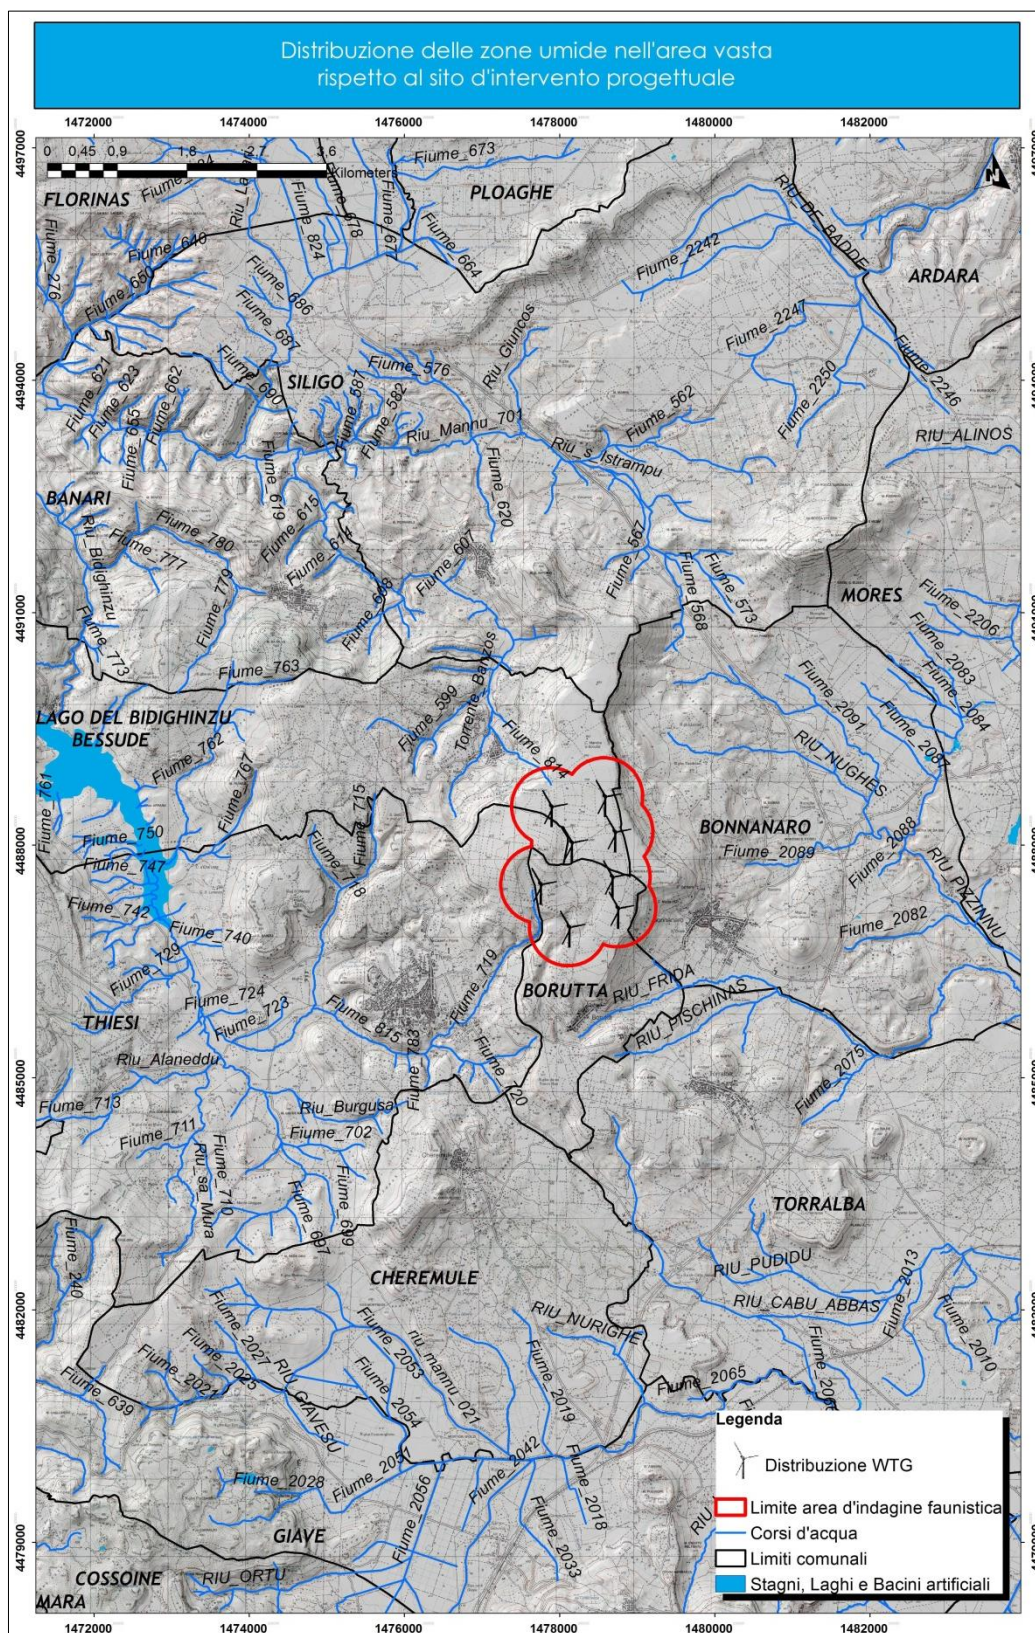 Distribuzione delle zone umide nell'area vasta
rispetto al sito d'intervento progettuale
1472000 1474000 1476000 1478000 1480000 1482000
4497000
0 0,45 0,9 1,8 2,7 3,6
Kilometers
N
Fiume_673
FLORINAS
PLOAGHE
Fiume_678
Fiume_677
Fiume_824
Fiume_664
RIU_DE_BADDE
Fiume_640
Fiume_276
Fiume_650
Fiume_2242
ARDARA
Fiume_686
Fiume_687
Riu_Giuncos
Fiume_2247
4494000
Fiume_621
Fiume_623
Fiume_662
Fiume_655
Fiume_690
SILIGO
Fiume_576
Fiume_587
Fiume_582
Riu_Mannu_701
Fiume_562
Fiume_2250
Fiume_2246
RIU_ALINOS
Riu_s_Istrampu
BANARI
Fiume_619
Fiume_615
Fiume_620
Riu_Bidighinzu
Fiume_780
Fiume_777
Fiume_779
Fiume_607
Fiume_608
Fiume_567
Fiume_568
Fiume_573
MORES
4491000
Fiume_2206
Fiume_2083
Fiume_2084
Fiume_773
Fiume_763
Torrente_Banzos
Fiume_599
Fiume_2091
Fiume_2087
LAGO DEL BIDIGHINZU
BESSUDE
Fiume_762
Fiume_767
Fiume_761
Fiume_814
RIU_NUGHES
Fiume_715
4488000
Fiume_750
Fiume_747
Fiume_718
BONNANARO
Fiume_2089
Fiume_2088
RIU_PIZZINNU
Fiume_742
Fiume_740
Fiume_2082
Fiume_729
Fiume_719
BORUTTA
RIU_FRIDA
RIU_PISCHINAS
THIESI
Fiume_724
Fiume_723
Fiume_815
Fiume_783
Fiume_720
Riu_Alaneddu
4485000
Fiume_2075
Fiume_713
Riu_Burgusa
Fiume_711
Fiume_702
Riu_sa_Mura
Fiume_710
Fiume_699
Fiume_697
TORRALBA
Fiume_240
CHEREMULE
RIU_PUDIDU
RIU_CABU_ABBAS
Fiume_2013
Fiume_2010
4482000
RIU_NURIGHE
Fiume_2027
Fiume_2025
Fiume_2021
Fiume_2053
riu_mannu_021
Fiume_639
RIU_GIAVESU
Fiume_2054
Fiume_2019
Fiume_2065
Fiume_2051
Fiume_2042
Fiume_2028
Fiume_2056
Fiume_2018
Fiume_2033
GIAVE
4479000
COSSOINE
RIU_ORTU
MARA
Legenda
Distribuzione WTG
Limite area d'indagine faunistica
Corsi d'acqua
Limiti comunali
Stagni, Laghi e Bacini artificiali
1472000 1474000 1476000 1478000 1480000 1482000